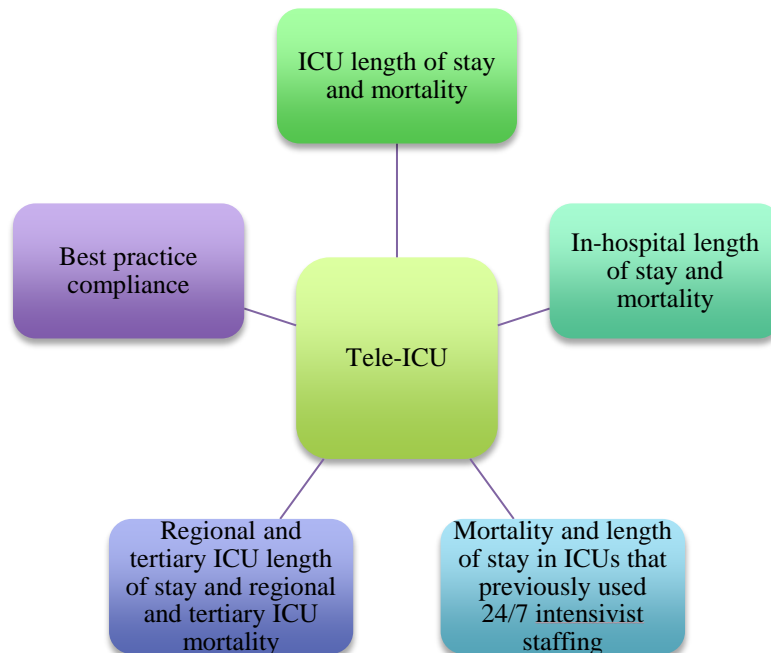 ICU length of stay
and mortality
Best practice
compliance
In-hospital length
of stay and
mortality
Tele-ICU
Regional and
tertiary ICU length
of stay and regional
and tertiary ICU
mortality
Mortality and length
of stay in ICUs that
previously used
24/7 intensivist
staffing